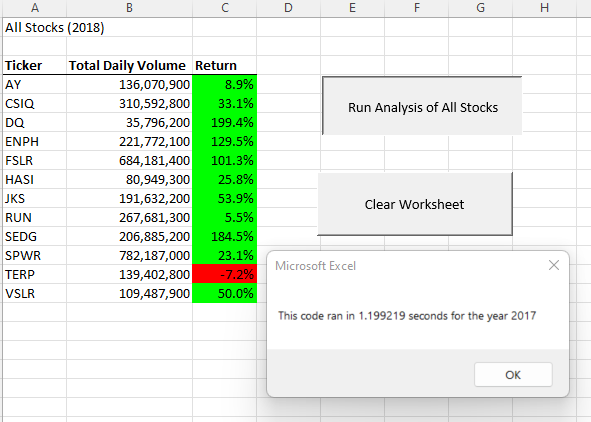 A B C D E F G H
All Stocks (2018)
Ticker Total Daily Volume Return
AY 136,070,900 8.9%
CSIQ 310,592,800 33.1%
DQ 35,796,200 199.4%
ENPH 221,772,100 129.5%
FSLR 684,181,400 101.3%
HASI 80,949,300 25.8%
JKS 191,632,200 53.9%
RUN 267,681,300 5.5%
SEDG 206,885,200 184.5%
SPWR 782,187,000 23.1%
TERP 139,402,800 -7.2%
VSLR 109,487,900 50.0%
Run Analysis of All Stocks
Clear Worksheet
Microsoft Excel
This code ran in 1.199219 seconds for the year 2017
OK